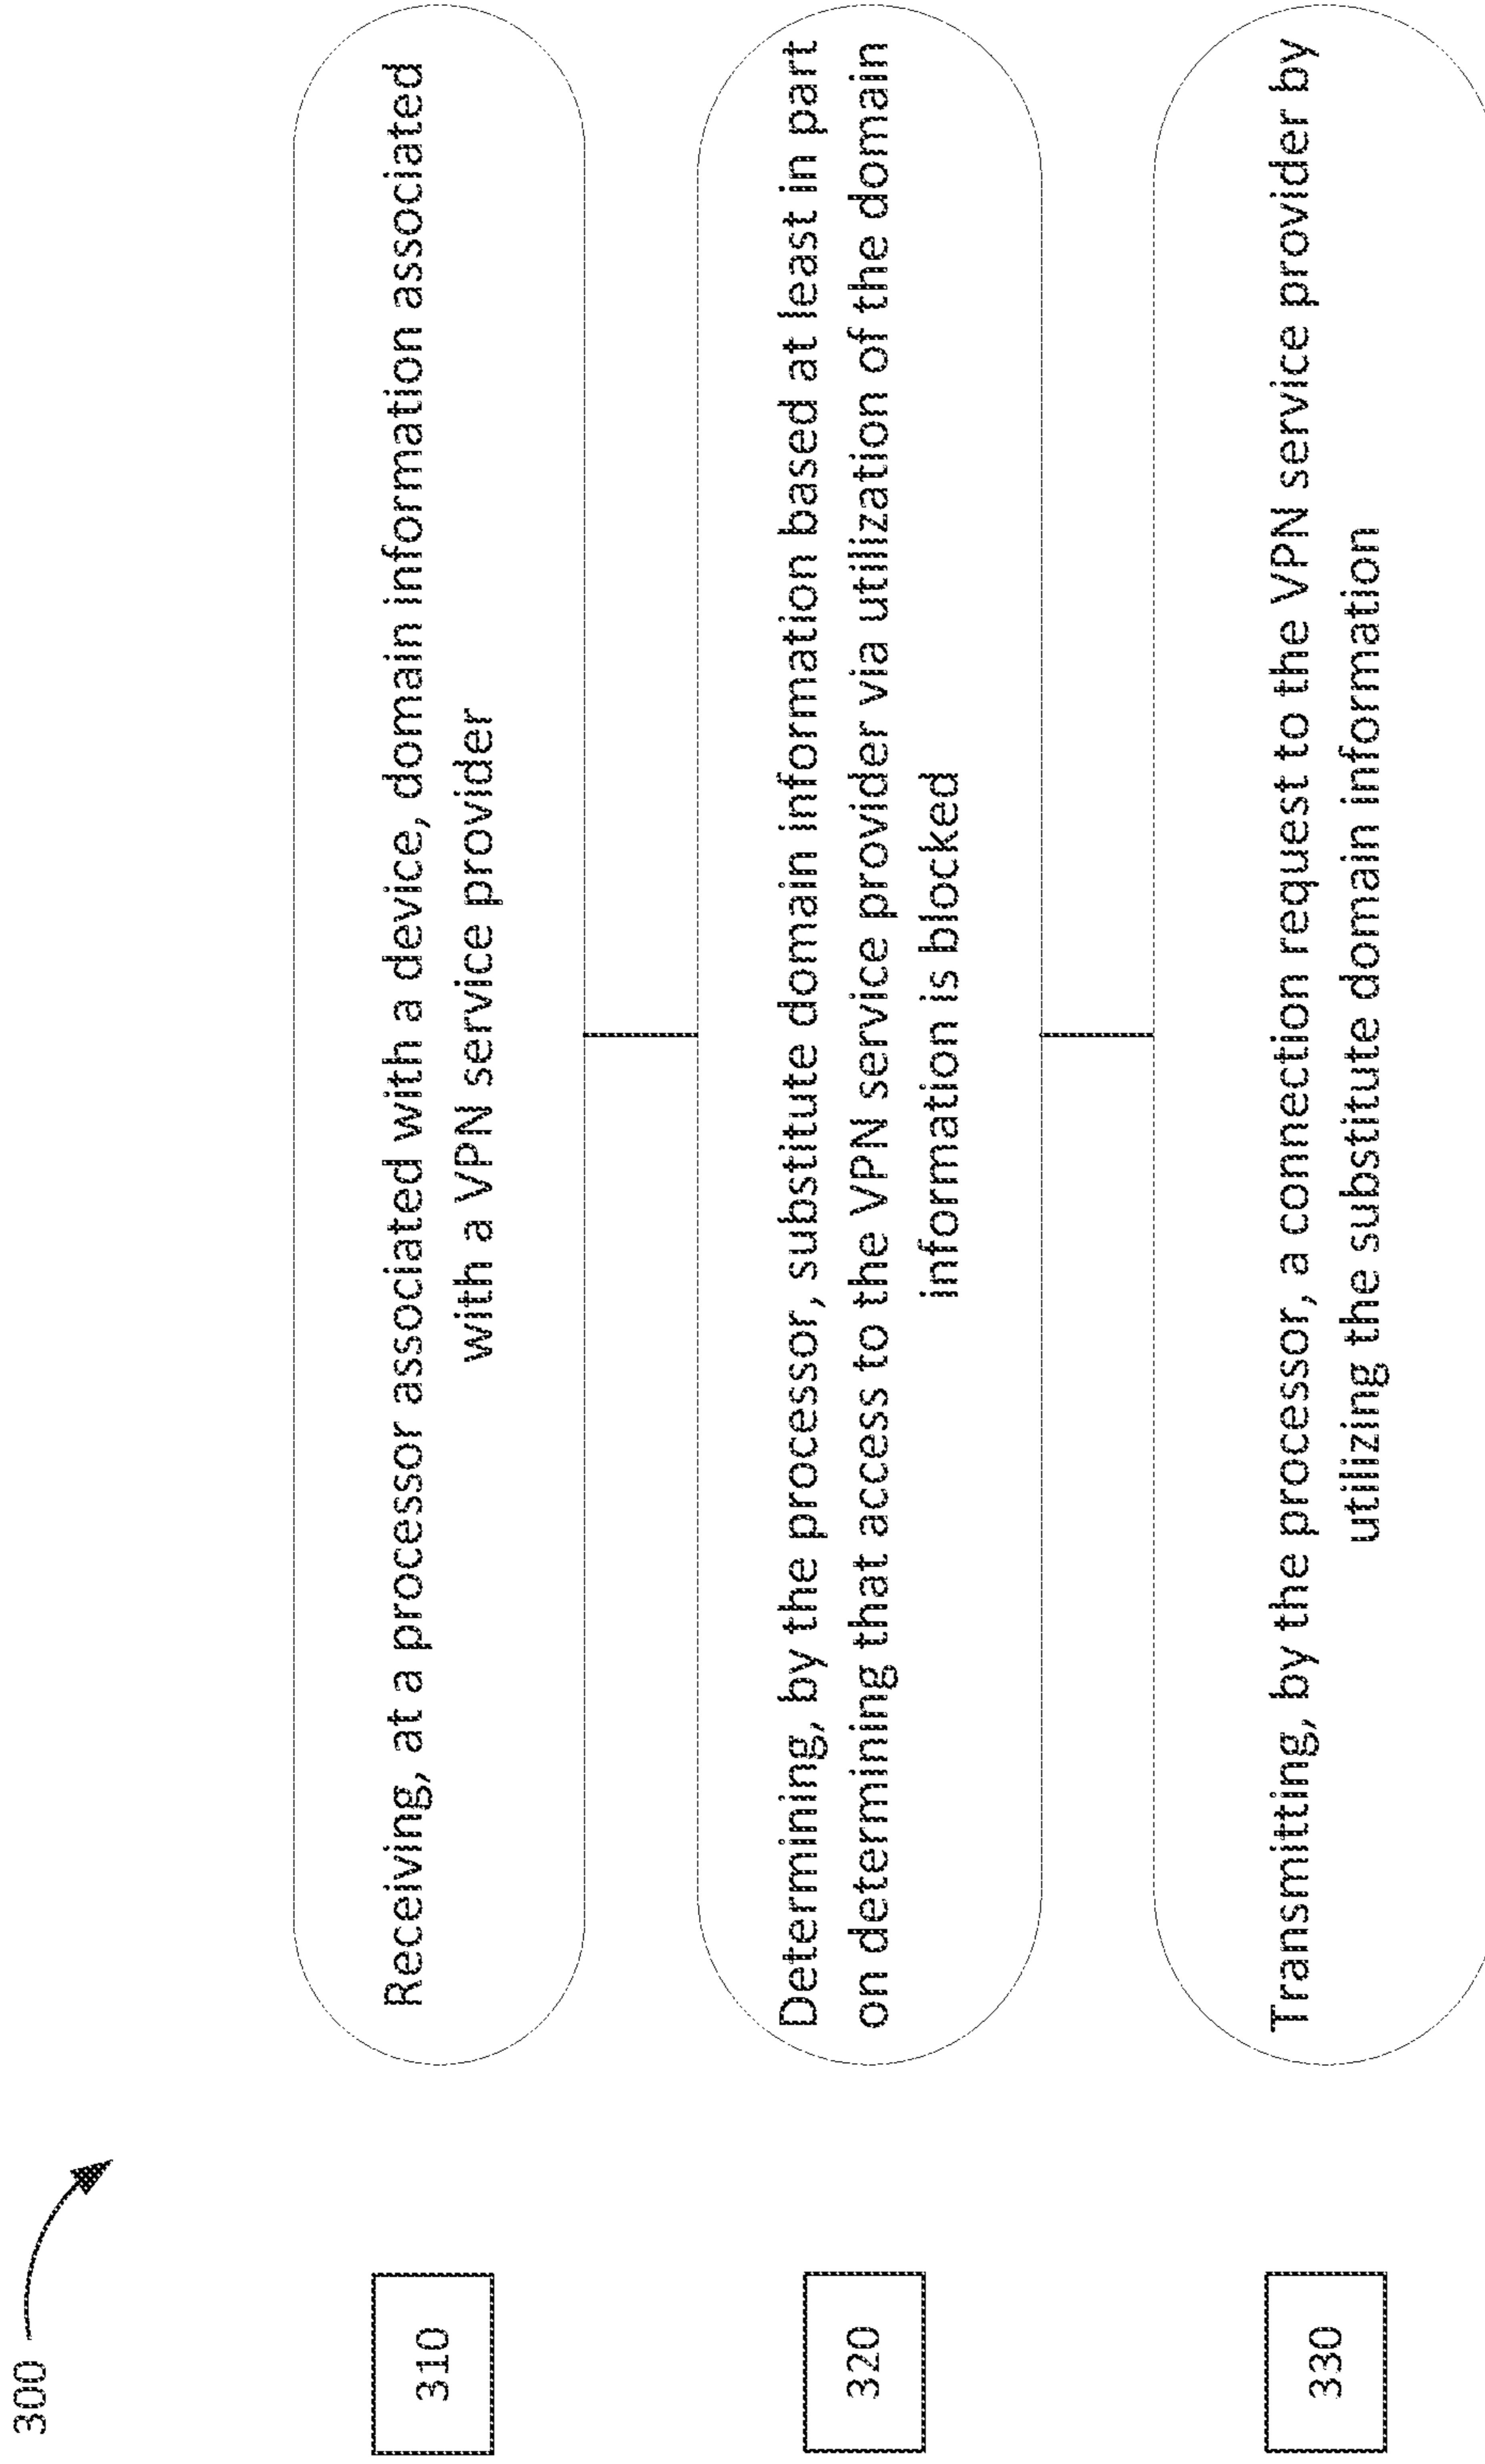 300
310
Receiving, at a processor associated with a device, domain information associated
with a VPN service provider
320
Determining, by the processor, substitute domain information based at least in part
on determining that access to the VPN service provider via utilization of the domain
information is blocked
330
Transmitting, by the processor, a connection request to the VPN service provider by
utilizing the substitute domain information